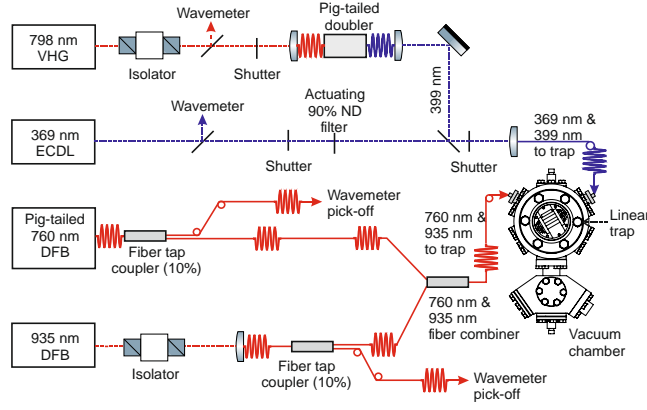 Wavemeter
Pig-tailed
doubler
798 nm
VHG
Isolator
Shutter
399 nm
Wavemeter
Actuating
90% ND
filter
369 nm
ECDL
Shutter
Shutter
369 nm &
399 nm
to trap
Pig-tailed
760 nm
DFB
Fiber tap
coupler (10%)
Wavemeter
pick-off
760 nm &
935 nm
to trap
Linear
trap
760 nm &
935 nm
fiber combiner
Vacuum
chamber
935 nm
DFB
Isolator
Fiber tap
coupler (10%)
Wavemeter
pick-off